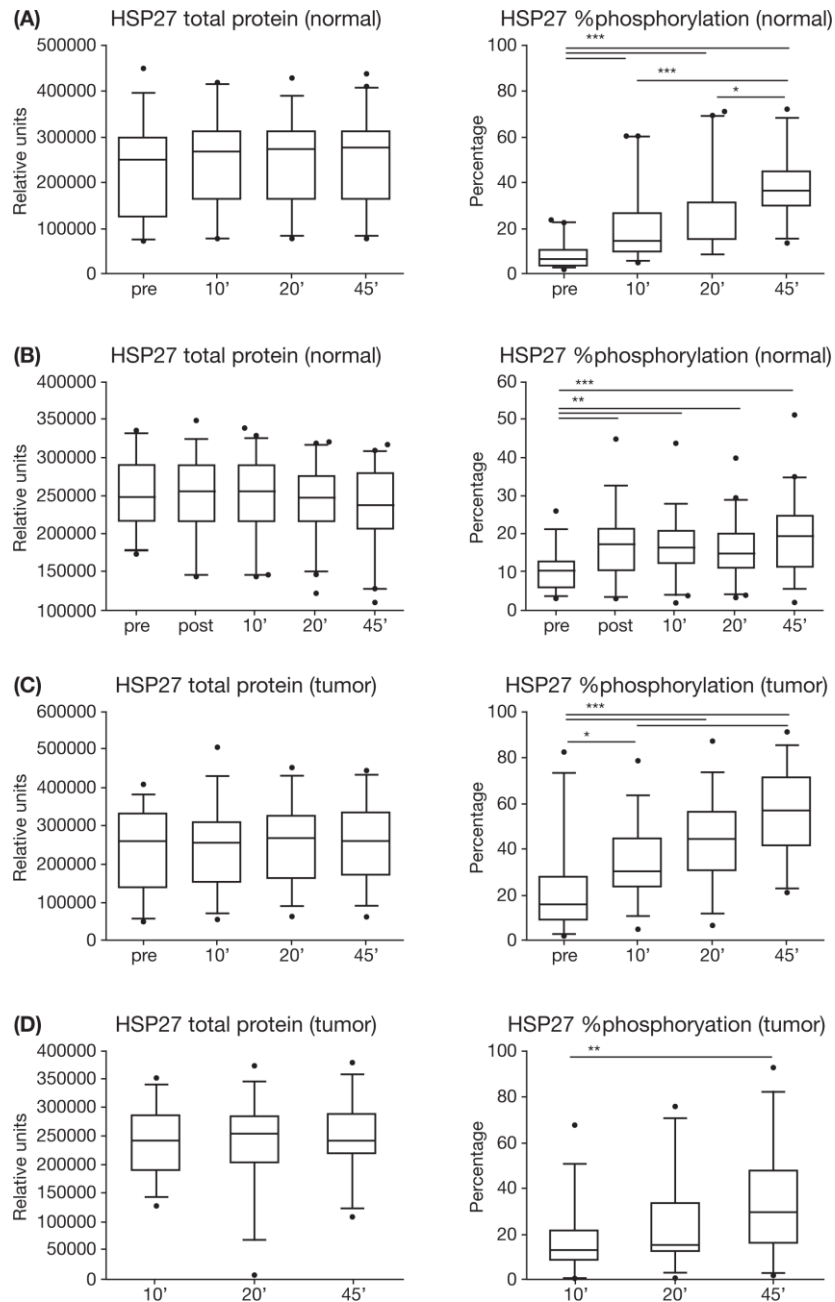 (A)
HSP27 total protein (normal)
Relative units
500000
400000
300000
200000
100000
0
pre 10’ 20’ 45’
HSP27 %phosphorylation (normal)
Percentage
100
80
60
40
20
0
***
***
*
pre 10’ 20’ 45’
(B)
HSP27 total protein (normal)
Relative units
400000
350000
300000
250000
200000
150000
100000
pre post 10’ 20’ 45’
HSP27 %phosphorylation (normal)
Percentage
60
50
40
30
20
10
0
***
**
pre post 10’ 20’ 45’
(C)
HSP27 total protein (tumor)
Relative units
600000
500000
400000
300000
200000
100000
0
pre 10’ 20’ 45’
HSP27 %phosphorylation (tumor)
Percentage
100
80
60
40
20
0
***
*
pre 10’ 20’ 45’
(D)
HSP27 total protein (tumor)
Relative units
400000
350000
300000
250000
200000
150000
100000
50000
0
10’ 20’ 45’
HSP27 %phosphoryation (tumor)
Percentage
100
80
60
40
20
0
**
10’ 20’ 45’